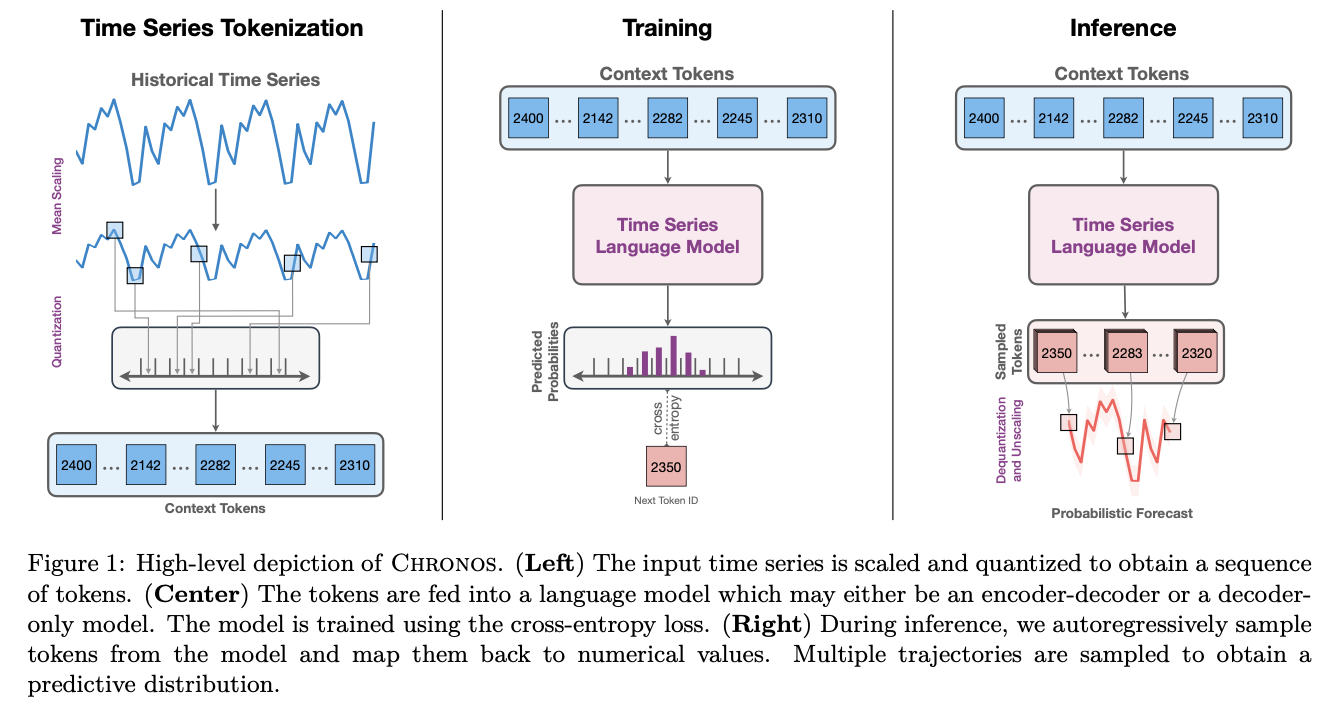 Time Series Tokenization
Historical Time Series
Mean Scaling
Quantization
2400 ... 2142 ... 2282 ... 2245 ... 2310
Context Tokens
Training
Context Tokens
2400 ... 2142 ... 2282 ... 2245 ... 2310
Time Series
Language Model
Predicted
Probabilities
cross
entropy
2350
Next Token ID
Inference
Context Tokens
2400 ... 2142 ... 2282 ... 2245 ... 2310
Time Series
Language Model
Sampled
Tokens
2350 ... 2283 ... 2320
Dequantization
and Unscaling
Probabilistic Forecast
Figure 1: High-level depiction of CHRONOS. (Left) The input time series is scaled and quantized to obtain a sequence
of tokens. (Center) The tokens are fed into a language model which may either be an encoder-decoder or a decoder-
only model. The model is trained using the cross-entropy loss. (Right) During inference, we autoregressively sample
tokens from the model and map them back to numerical values. Multiple trajectories are sampled to obtain a
predictive distribution.